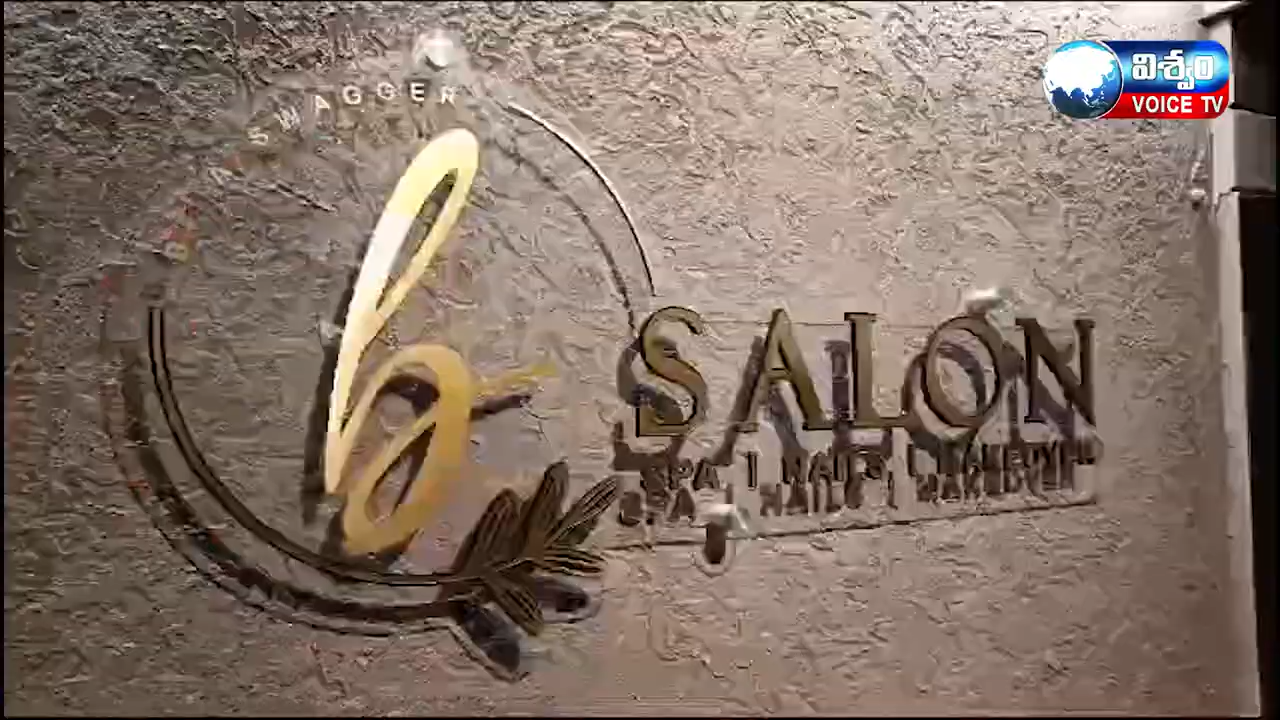 SWAGGER
b
SALON
SPA | NAILS | MAKEUP
విశ్వం
VOICE TV